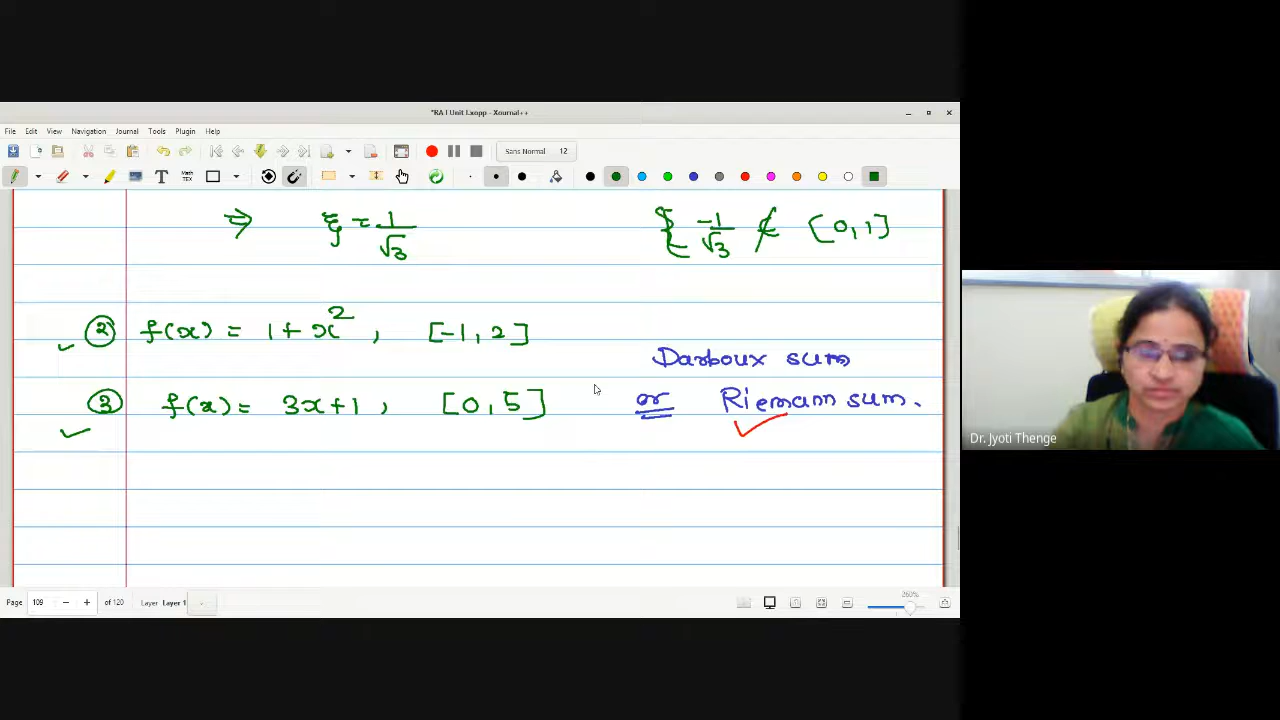 *RA I Unit I.xopp - Xournal++
File Edit View Navigation Journal Tools Plugin Help
Sans Normal 12
⇒ ξ = 1/√3 { -1/√3 ∉ [0,1]
② f(x) = 1+x², [-1, 2]
Darboux sum
③ f(x) = 3x+1, [0, 5] or Riemann sum.
Dr. Jyoti Thenge
Page 109 of 120 Layer Layer 1 260%